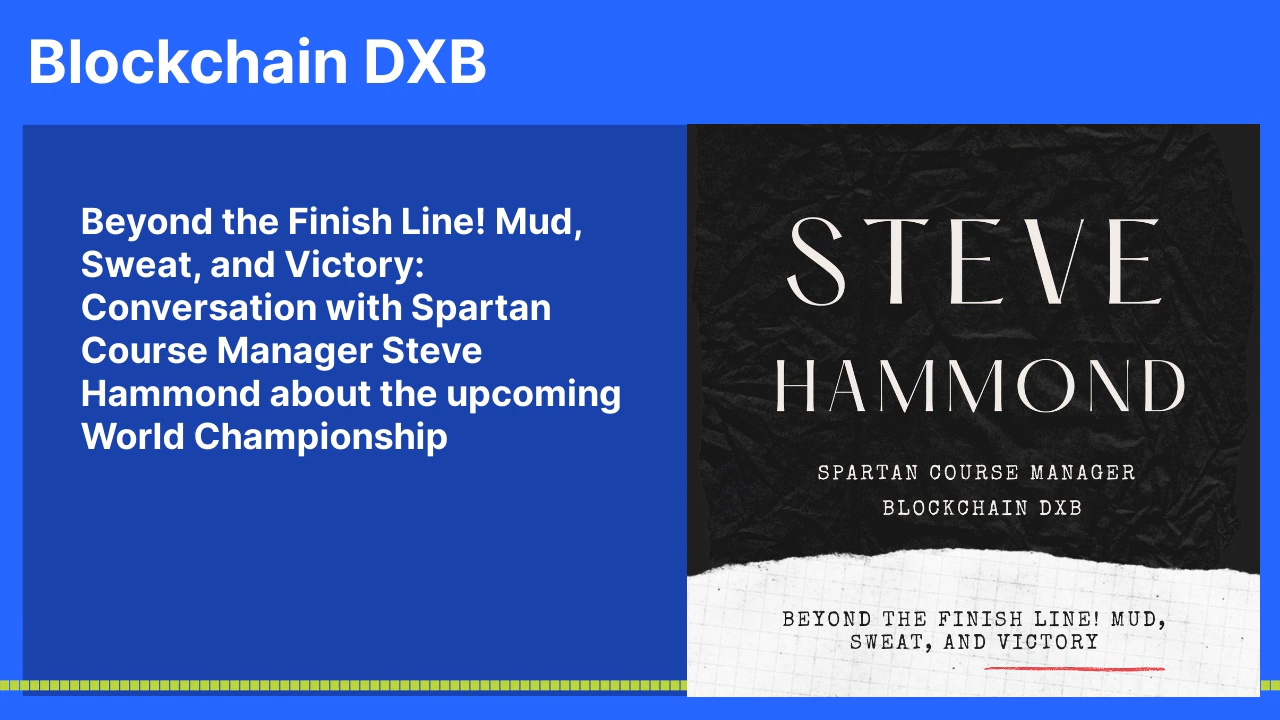 Blockchain DXB
Beyond the Finish Line! Mud,
Sweat, and Victory:
Conversation with Spartan
Course Manager Steve
Hammond about the upcoming
World Championship
STEVE
HAMMOND
SPARTAN COURSE MANAGER
BLOCKCHAIN DXB
BEYOND THE FINISH LINE! MUD,
SWEAT, AND VICTORY